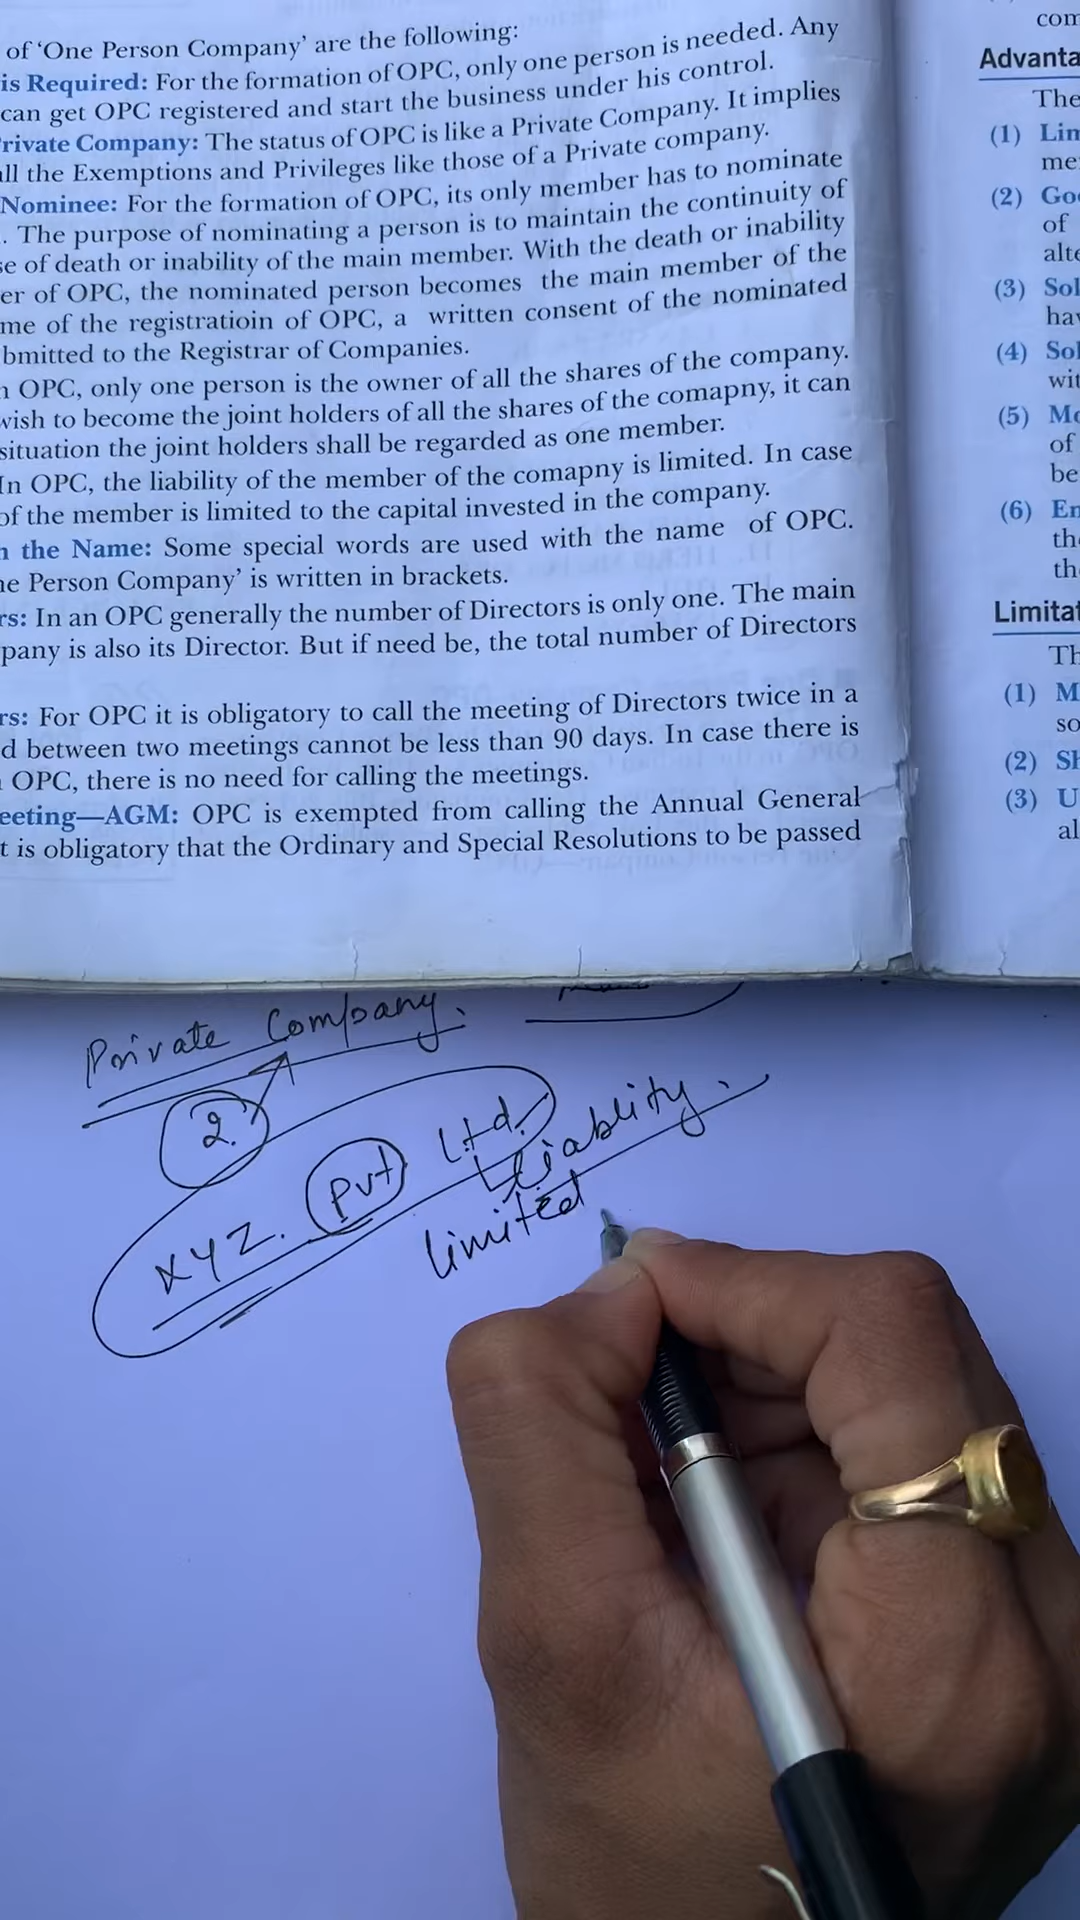 of 'One Person Company' are the following:
is Required: For the formation of OPC, only one person is needed. Any
can get OPC registered and start the business under his control.
Private Company: The status of OPC is like a Private Company. It implies
all the Exemptions and Privileges like those of a Private company.
Nominee: For the formation of OPC, its only member has to nominate
. The purpose of nominating a person is to maintain the continuity of
se of death or inability of the main member. With the death or inability
er of OPC, the nominated person becomes the main member of the
me of the registratioin of OPC, a written consent of the nominated
bmitted to the Registrar of Companies.
n OPC, only one person is the owner of all the shares of the company.
wish to become the joint holders of all the shares of the comapny, it can
situation the joint holders shall be regarded as one member.
In OPC, the liability of the member of the comapny is limited. In case
of the member is limited to the capital invested in the company.
n the Name: Some special words are used with the name of OPC.
ne Person Company' is written in brackets.
rs: In an OPC generally the number of Directors is only one. The main
pany is also its Director. But if need be, the total number of Directors
rs: For OPC it is obligatory to call the meeting of Directors twice in a
d between two meetings cannot be less than 90 days. In case there is
OPC, there is no need for calling the meetings.
eeting—AGM: OPC is exempted from calling the Annual General
t is obligatory that the Ordinary and Special Resolutions to be passed
com
Advanta
The
(1) Lin
me
(2) Goo
of
alte
(3) Sol
hav
(4) Sol
wit
(5) Mo
of
be
(6) En
the
th
Limitat
Th
(1) M
so
(2) Sh
(3) U
al
Private Company.
2.
XYZ. Pvt Ltd.
Liablity.
limited